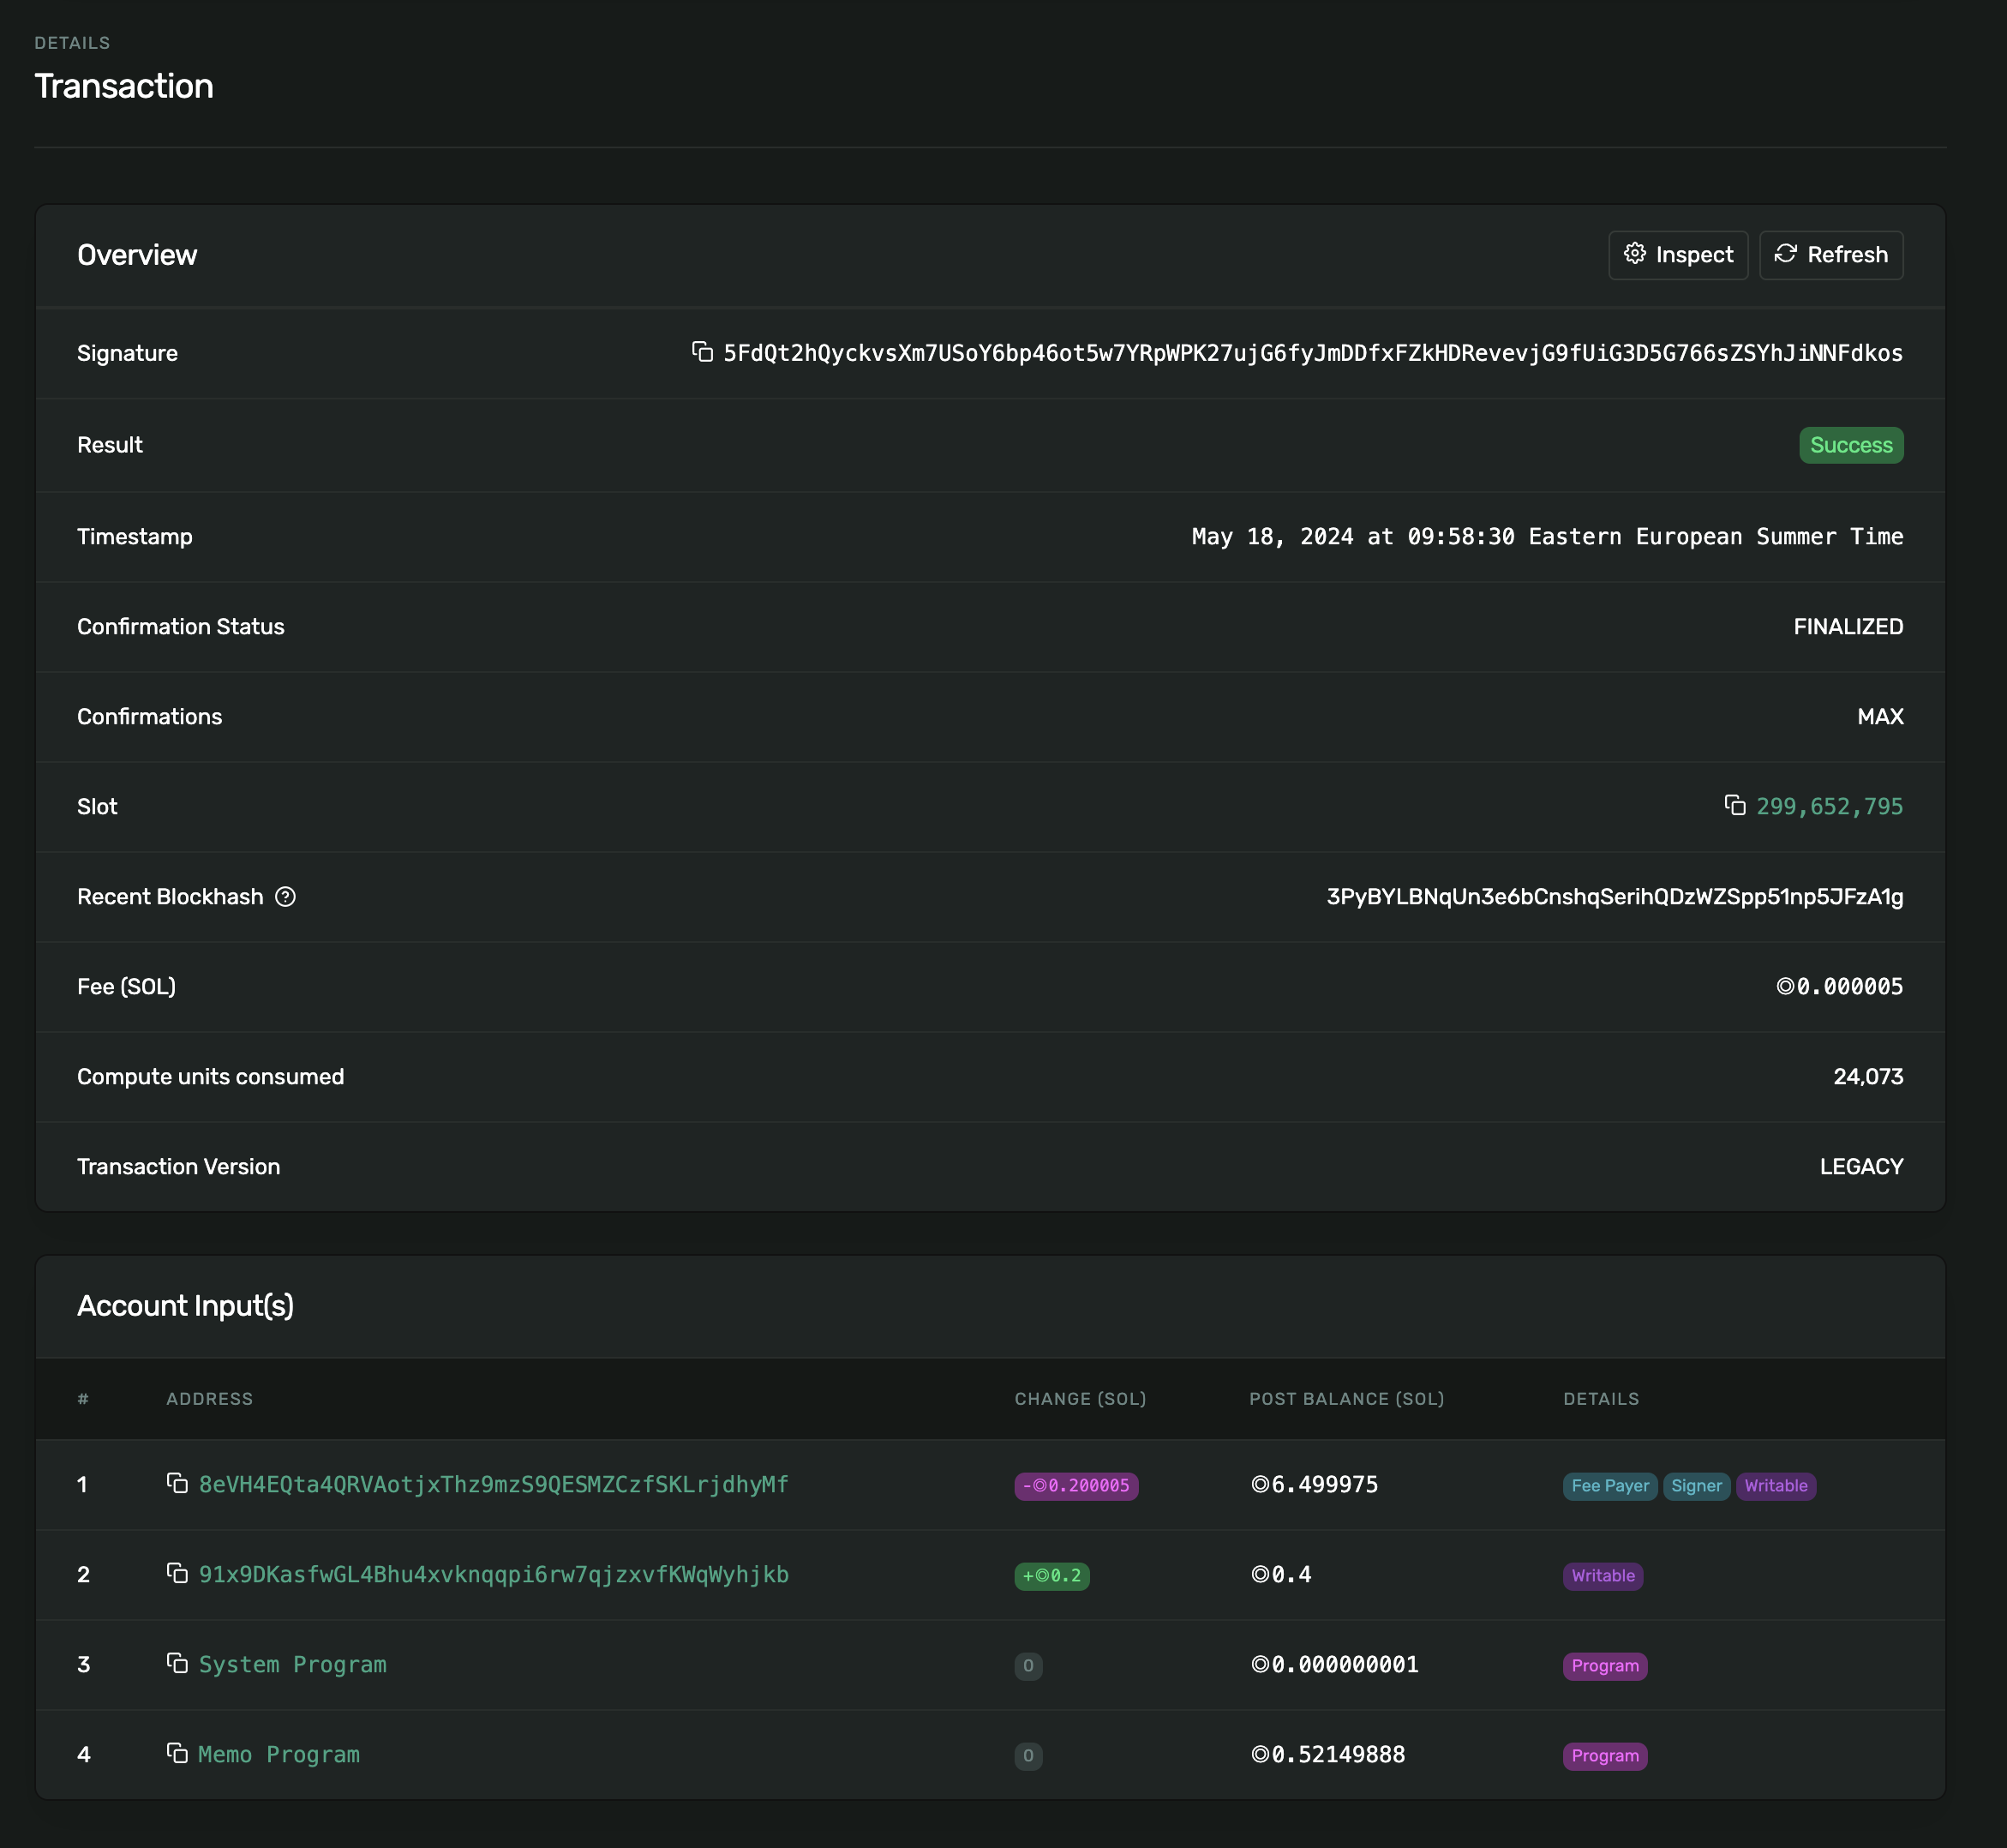 DETAILS
Transaction
Overview
Inspect
Refresh
Signature
5FdQt2hQyckvsXm7USoY6bp46ot5w7YRpWPK27ujG6fyJmDDfxFZkHDRevevjG9fUiG3D5G766sZSYhJiNNFdkos
Result
Success
Timestamp
May 18, 2024 at 09:58:30 Eastern European Summer Time
Confirmation Status
FINALIZED
Confirmations
MAX
Slot
299,652,795
Recent Blockhash
3PyBYLBNqUn3e6bCnshqSerihQDzWZSpp51np5JFzA1g
Fee (SOL)
◎0.000005
Compute units consumed
24,073
Transaction Version
LEGACY
Account Input(s)
# ADDRESS CHANGE (SOL) POST BALANCE (SOL) DETAILS
1 8eVH4EQta4QRVAotjxThz9mzS9QESMZCzfSKLrjdhyMf -◎0.200005 ◎6.499975 Fee Payer Signer Writable
2 91x9DKasfwGL4Bhu4xvknqqpi6rw7qjzxvfKWqWyhjkb +◎0.2 ◎0.4 Writable
3 System Program 0 ◎0.000000001 Program
4 Memo Program 0 ◎0.52149888 Program